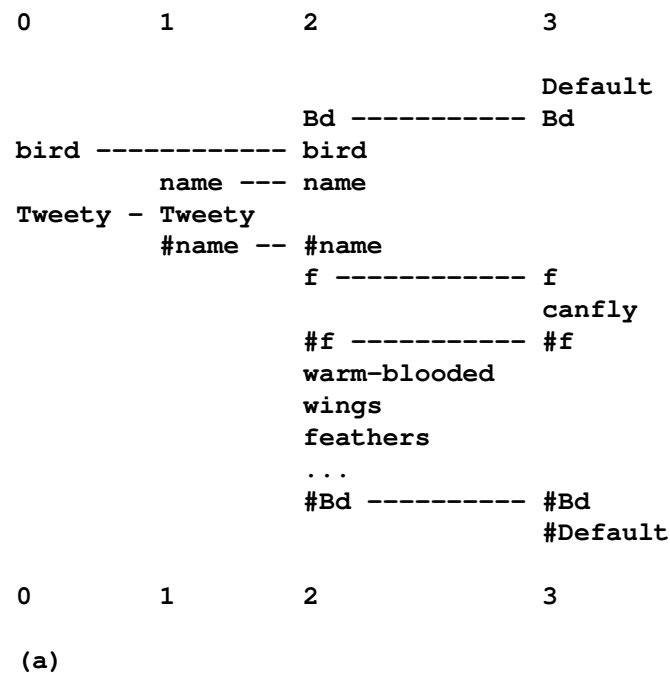 0 1 2 3
Default
Bd ----------- Bd
bird ------------ bird
name --- name
Tweety - Tweety
#name -- #name
f ------------ f
canfly
#f ----------- #f
warm-blooded
wings
feathers
...
#Bd ---------- #Bd
#Default
0 1 2 3
(a)